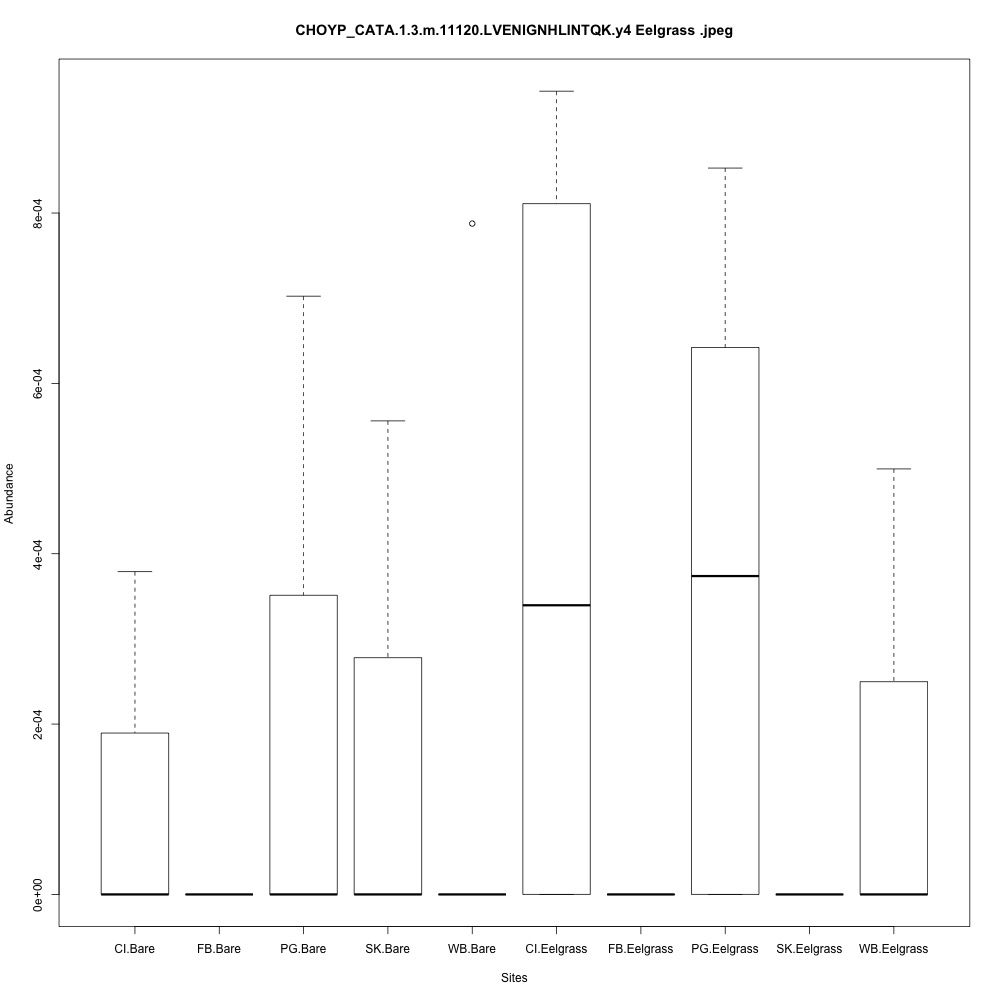 CHOYP_CATA.1.3.m.11120.LVENIGNHLINTQK.y4 Eelgrass .jpeg
Abundance
8e-04
6e-04
4e-04
2e-04
0e+00
CI.Bare FB.Bare PG.Bare SK.Bare WB.Bare CI.Eelgrass FB.Eelgrass PG.Eelgrass SK.Eelgrass WB.Eelgrass
Sites